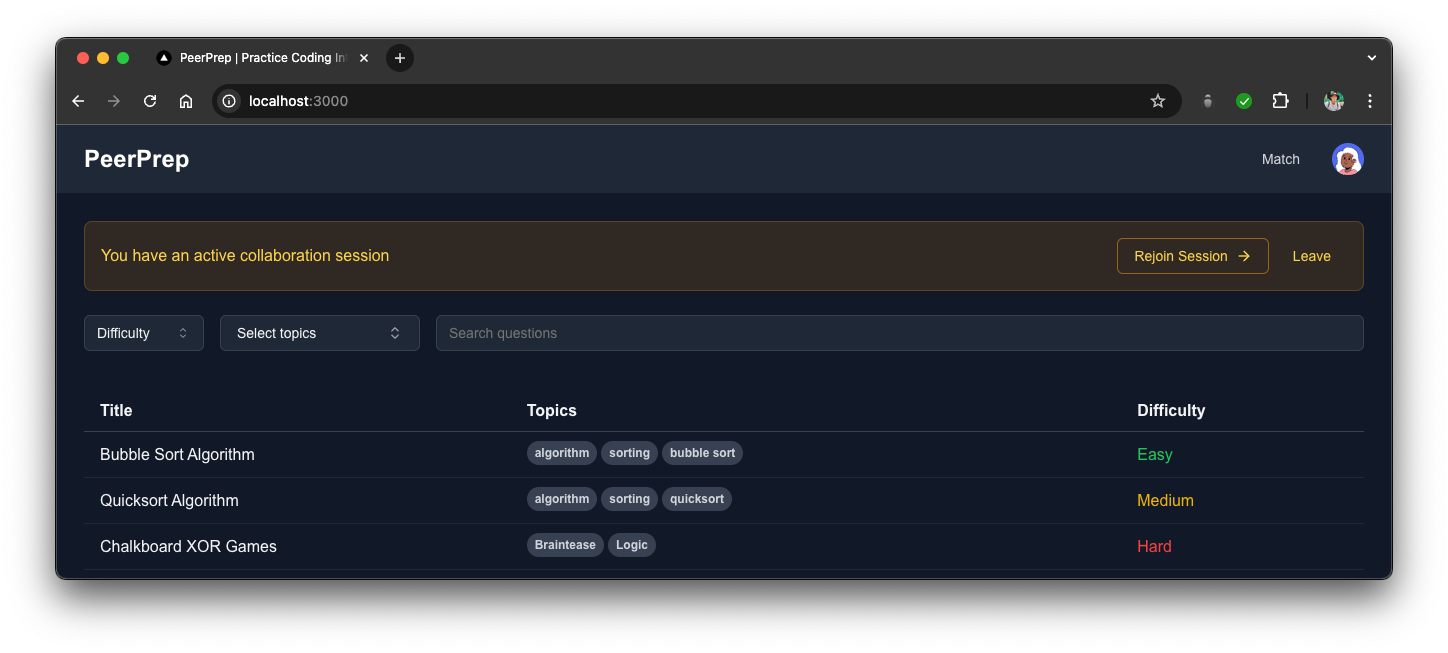 PeerPrep | Practice Coding In
localhost:3000
PeerPrep
Match
You have an active collaboration session
Rejoin Session
Leave
Difficulty
Select topics
Search questions
Title Topics Difficulty
Bubble Sort Algorithm algorithm sorting bubble sort Easy
Quicksort Algorithm algorithm sorting quicksort Medium
Chalkboard XOR Games Braintease Logic Hard